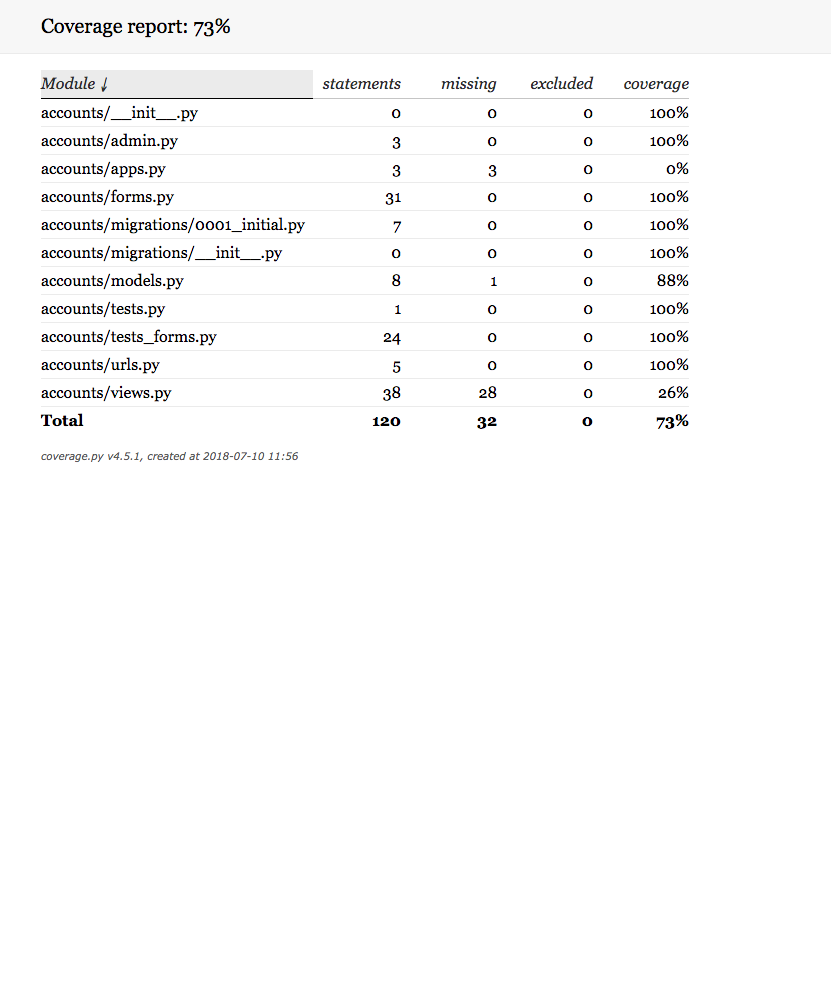 Coverage report: 73%
Module ↓ statements missing excluded coverage
accounts/__init__.py 0 0 0 100%
accounts/admin.py 3 0 0 100%
accounts/apps.py 3 3 0 0%
accounts/forms.py 31 0 0 100%
accounts/migrations/0001_initial.py 7 0 0 100%
accounts/migrations/__init__.py 0 0 0 100%
accounts/models.py 8 1 0 88%
accounts/tests.py 1 0 0 100%
accounts/tests_forms.py 24 0 0 100%
accounts/urls.py 5 0 0 100%
accounts/views.py 38 28 0 26%
Total 120 32 0 73%
coverage.py v4.5.1, created at 2018-07-10 11:56